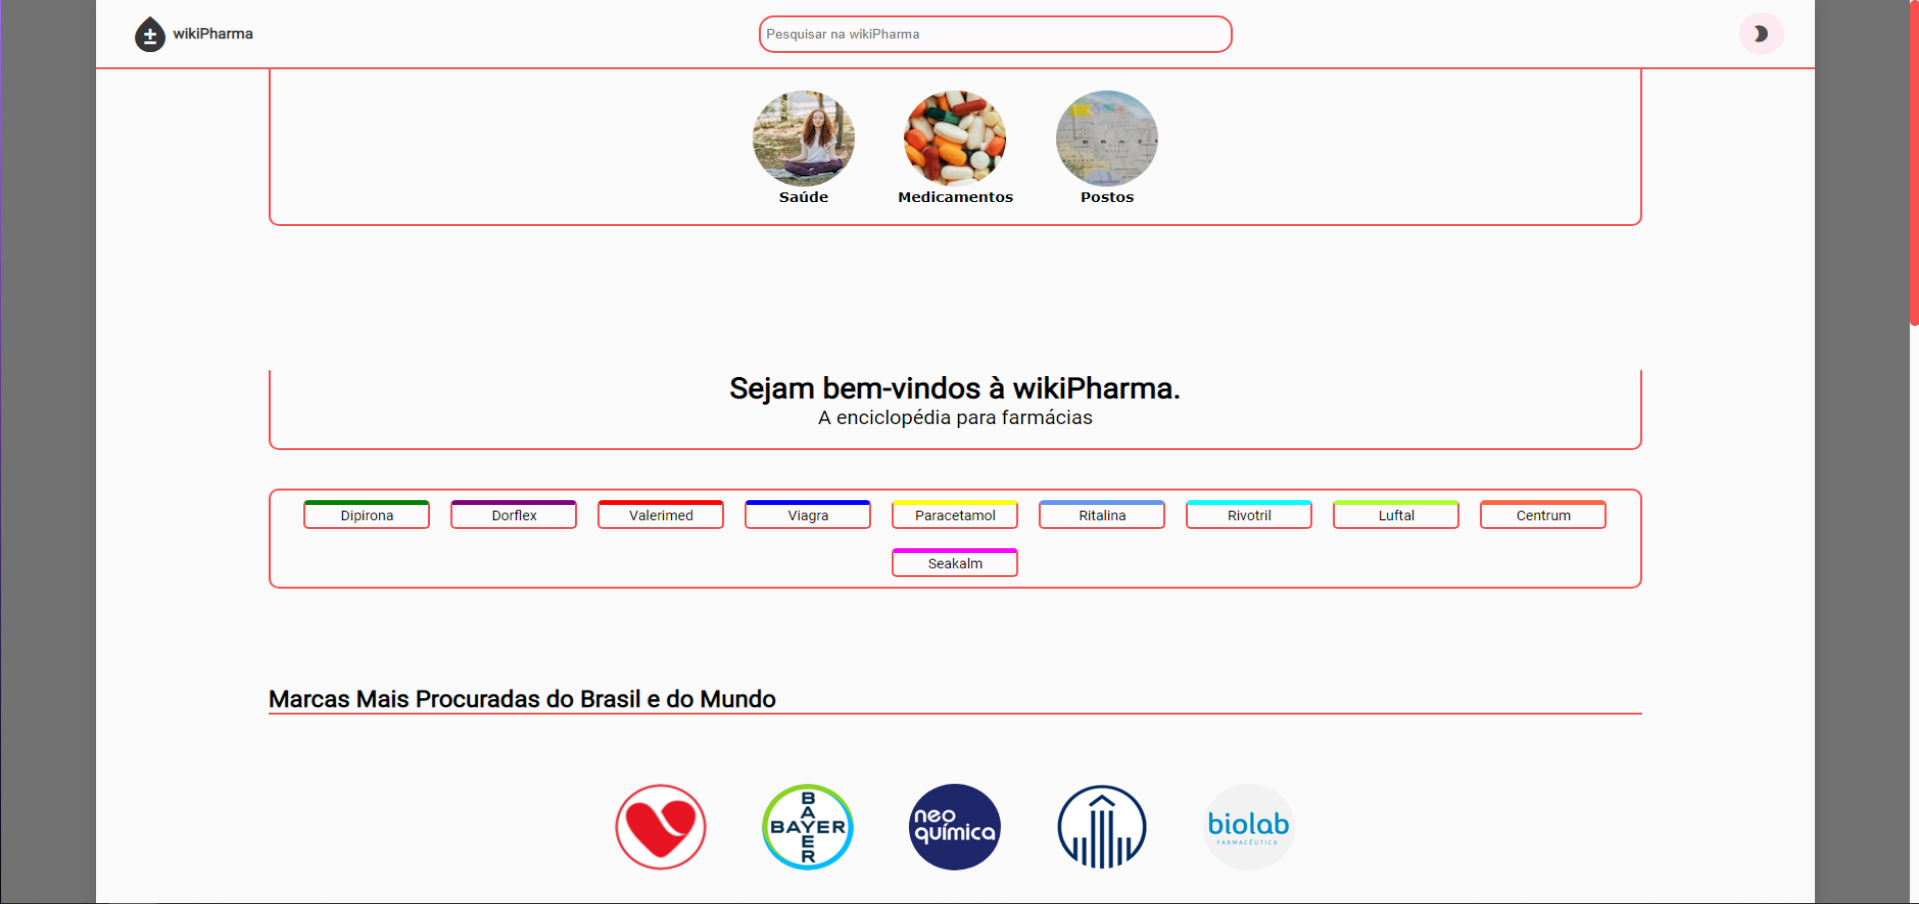 wikiPharma
Pesquisar na wikiPharma
Saúde
Medicamentos
Postos
Sejam bem-vindos à wikiPharma.
A enciclopédia para farmácias
Dipirona
Dorflex
Valerimed
Viagra
Paracetamol
Ritalina
Rivotril
Luftal
Centrum
Seakalm
Marcas Mais Procuradas do Brasil e do Mundo
BAYER
BAYER
neo
química
biolab
FARMACÊUTICA